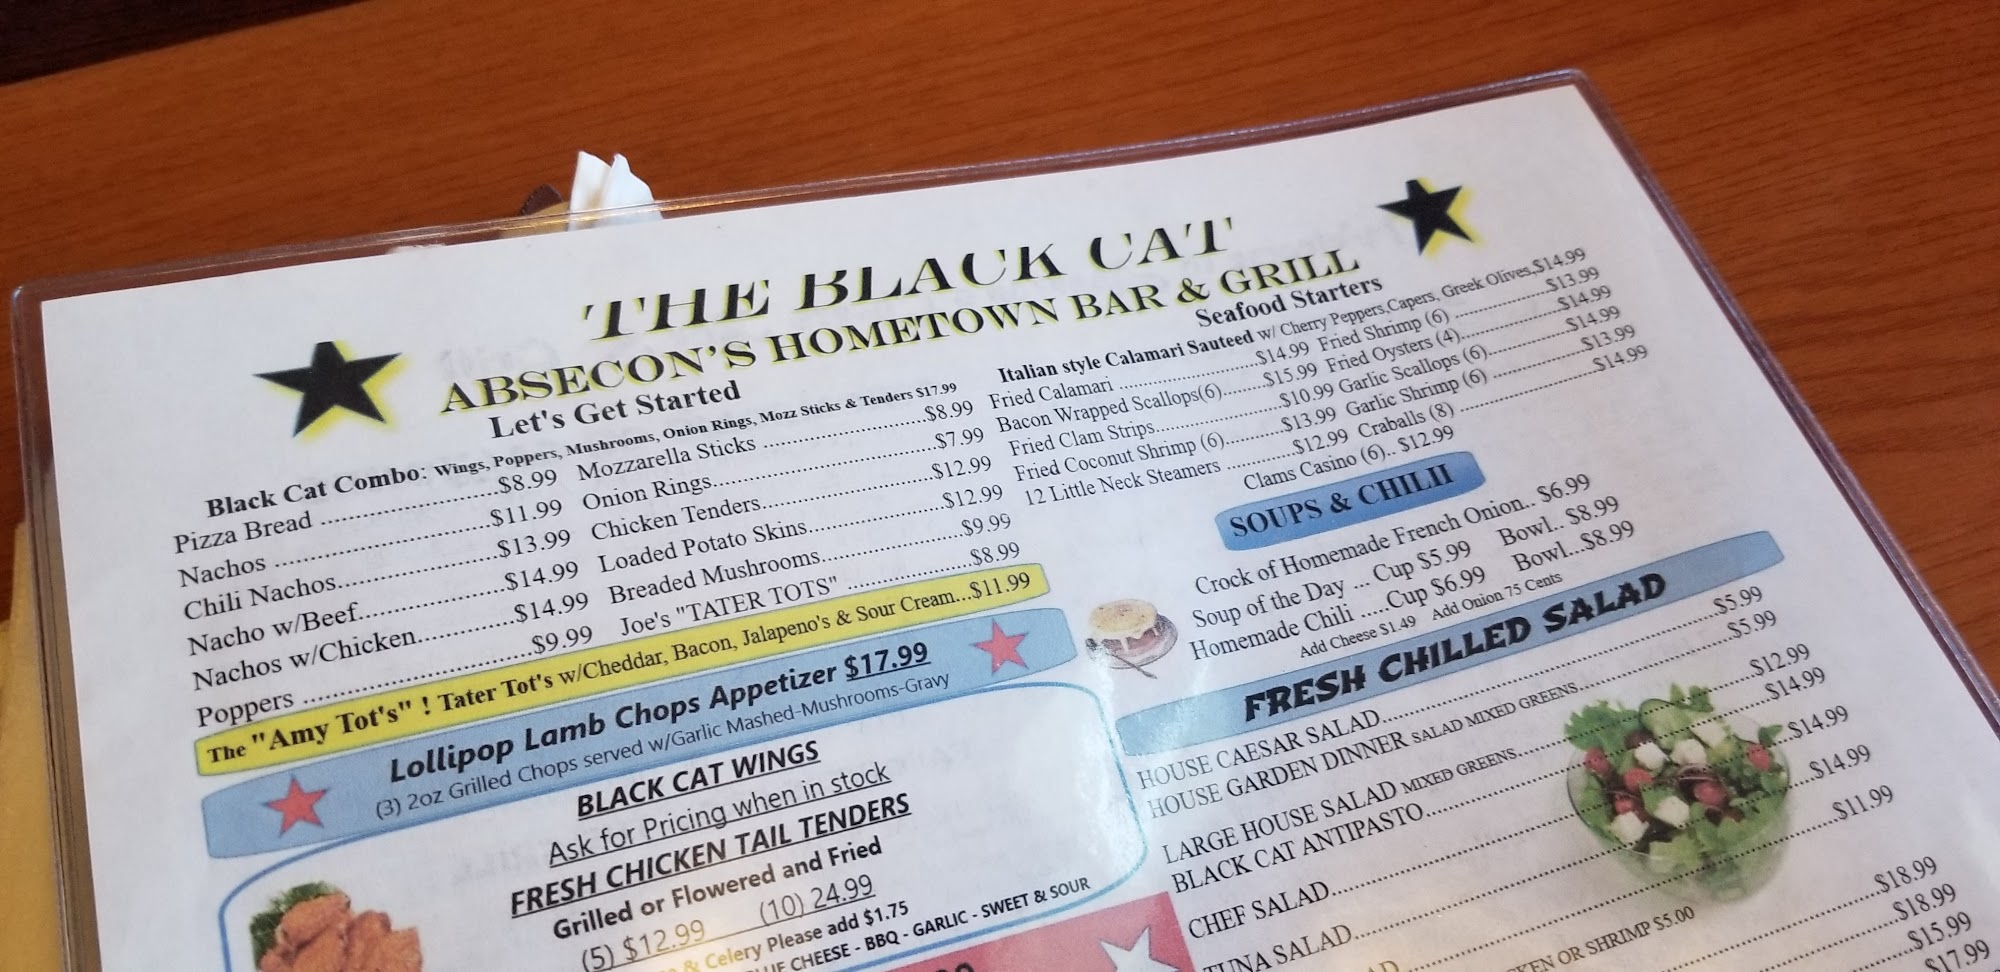 THE BLACK CAT
ABSECON'S HOMETOWN BAR & GRILL
Let's Get Started
Black Cat Combo: Wings, Poppers, Mushrooms, Onion Rings, Mozz Sticks & Tenders $17.99
Pizza Bread ........................$8.99 Mozzarella Sticks ......................$8.99
Nachos ..............................$11.99 Onion Rings..............................$7.99
Chili Nachos......................$13.99 Chicken Tenders.......................$12.99
Nacho w/Beef....................$14.99 Loaded Potato Skins.................$12.99
Nachos w/Chicken.............$14.99 Breaded Mushrooms..................$9.99
Poppers ...............................$9.99 Joe's "TATER TOTS" ................$8.99
The "Amy Tot's" ! Tater Tot's w/Cheddar, Bacon, Jalapeno's & Sour Cream...$11.99
Lollipop Lamb Chops Appetizer $17.99
(3) 2oz Grilled Chops served w/Garlic Mashed-Mushrooms-Gravy
BLACK CAT WINGS
Ask for Pricing when in stock
FRESH CHICKEN TAIL TENDERS
Grilled or Flowered and Fried
(5) $12.99 (10) 24.99
& Celery Please add $1.75
CHEESE - BBQ - GARLIC - SWEET & SOUR
Seafood Starters
Italian style Calamari Sauteed w/ Cherry Peppers,Capers, Greek Olives,$14.99
Fried Calamari ......................$14.99 Fried Shrimp (6) ...............$13.99
Bacon Wrapped Scallops(6).......$15.99 Fried Oysters (4)....................$14.99
Fried Clam Strips....................$10.99 Garlic Scallops (6)..................$14.99
Fried Coconut Shrimp (6)..........$13.99 Garlic Shrimp (6) .................$13.99
12 Little Neck Steamers ............$12.99 Craballs (8) .......................$14.99
Clams Casino (6).. $12.99
SOUPS & CHILII
Crock of Homemade French Onion.. $6.99
Soup of the Day ... Cup $5.99 Bowl.. $8.99
Homemade Chili .....Cup $6.99 Bowl...$8.99
Add Cheese $1.49 Add Onion 75 Cents
FRESH CHILLED SALAD
HOUSE CAESAR SALAD..............................$5.99
HOUSE GARDEN DINNER SALAD MIXED GREENS..............................$5.99
LARGE HOUSE SALAD MIXED GREENS..............................$12.99
BLACK CAT ANTIPASTO..............................$14.99
CHEF SALAD..............................$14.99
TUNA SALAD..............................$14.99
$11.99
OR SHRIMP $5.00
$18.99
$18.99
$15.99
$17.99